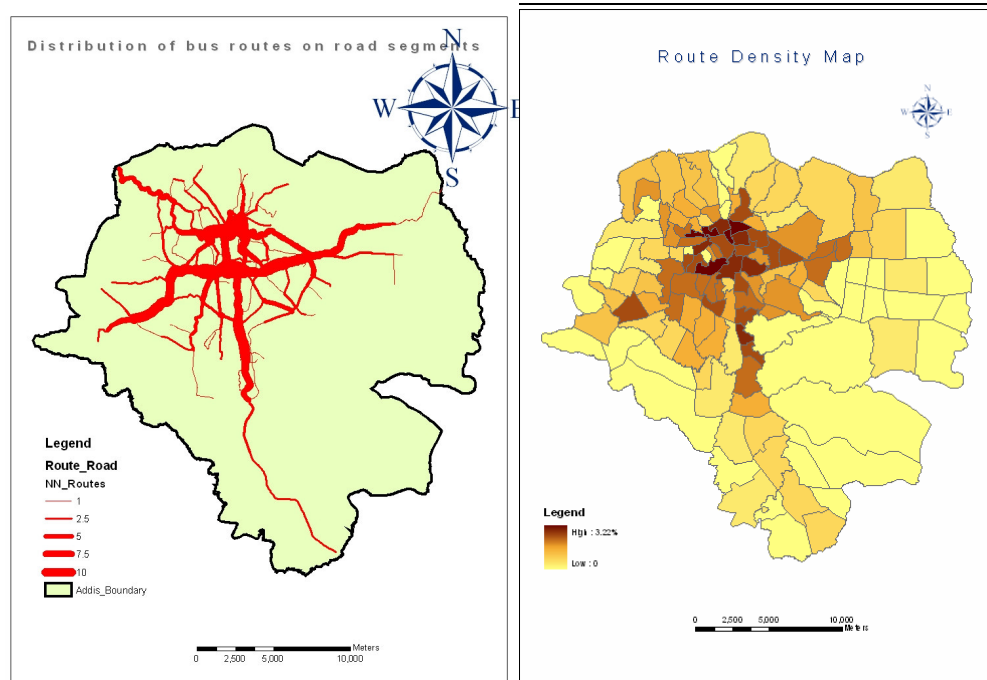 Distribution of bus routes on road segments
N
W
E
S
Legend
Route_Road
NN_Routes
1
2.5
5
7.5
10
Addis_Boundary
Meters
0 2,500 5,000 10,000
Route Density Map
N
W
E
S
Legend
High : 3.22%
Low : 0
0 2,500 5,000 10,000
Meters